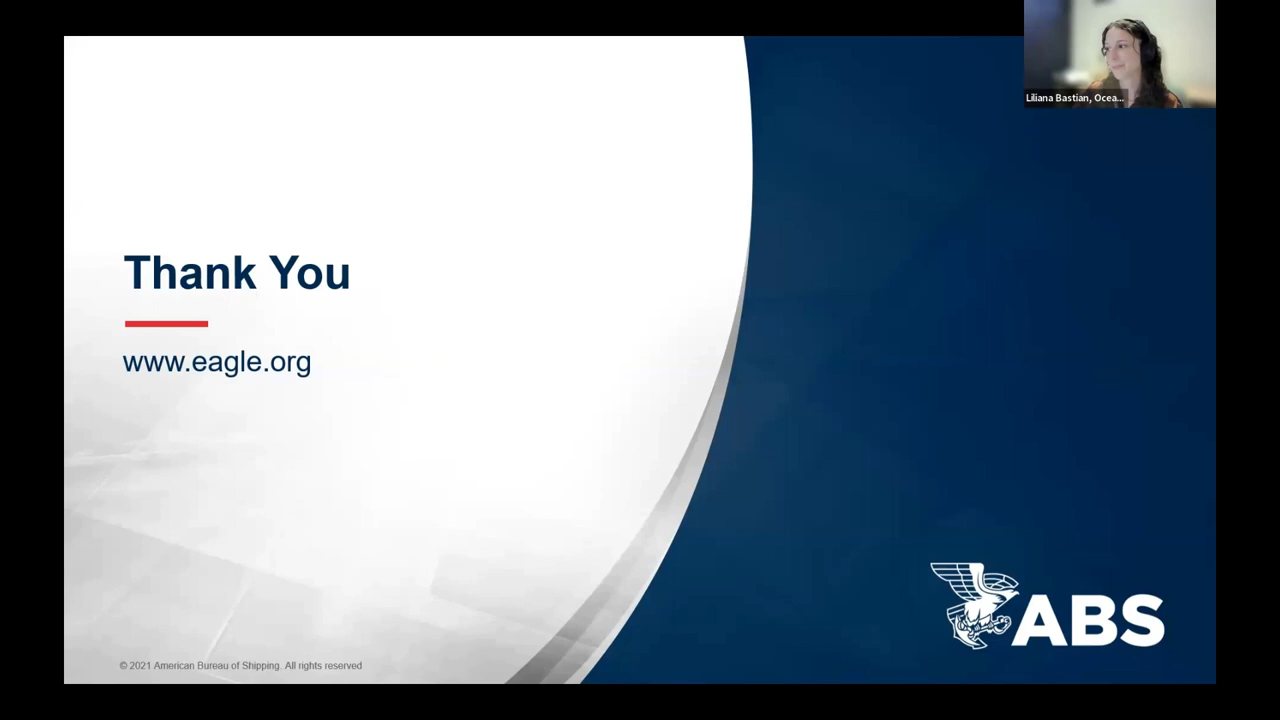 Liliana Bastian, Ocea...
Thank You
www.eagle.org
ABS
© 2021 American Bureau of Shipping. All rights reserved